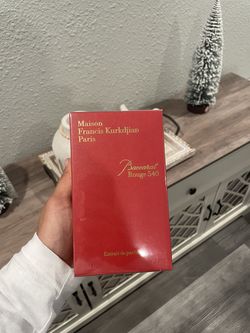 Maison
Francis Kurkdjian
Paris
Baccarat
Rouge 540
Extrait de parfum